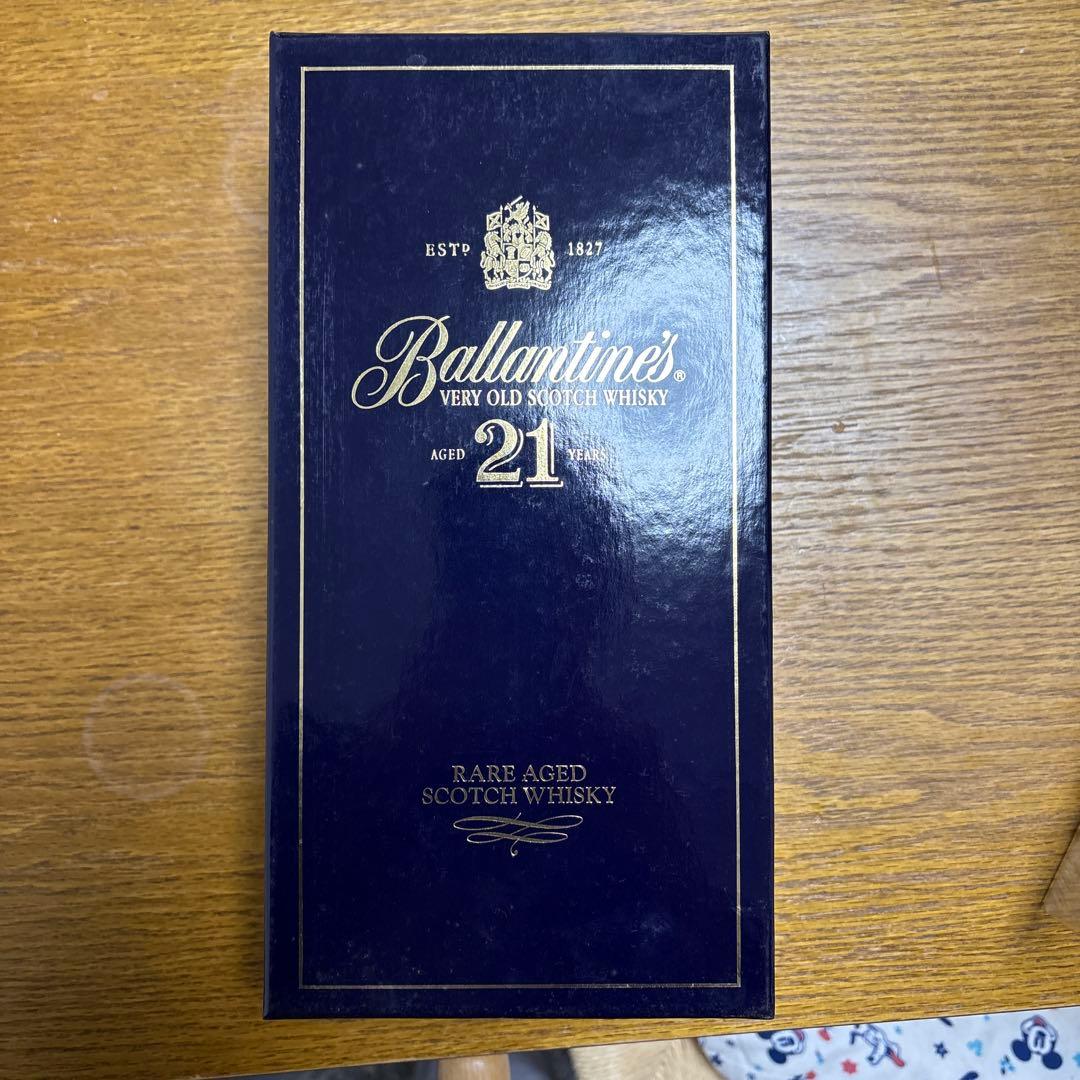 ESTD 1827
Ballantine's®
VERY OLD SCOTCH WHISKY
AGED 21 YEARS
RARE AGED
SCOTCH WHISKY